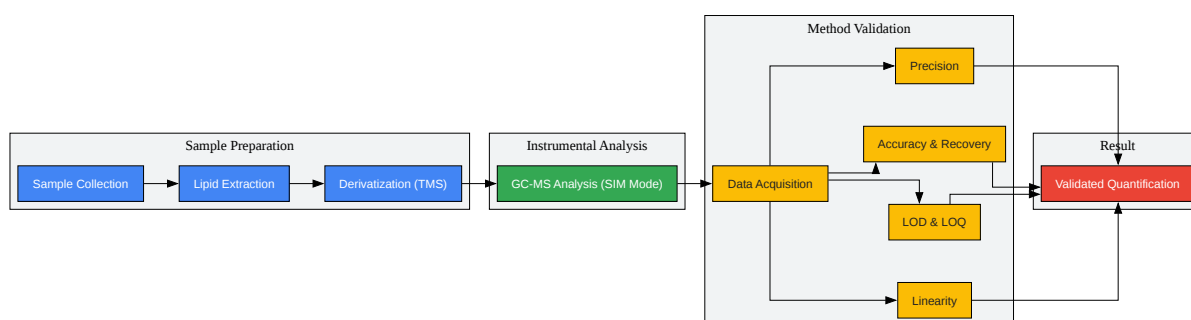 Method Validation
Precision
Sample Preparation
Instrumental Analysis
Accuracy & Recovery
Result
Sample Collection
Lipid Extraction
Derivatization (TMS)
GC-MS Analysis (SIM Mode)
Data Acquisition
Validated Quantification
LOD & LOQ
Linearity